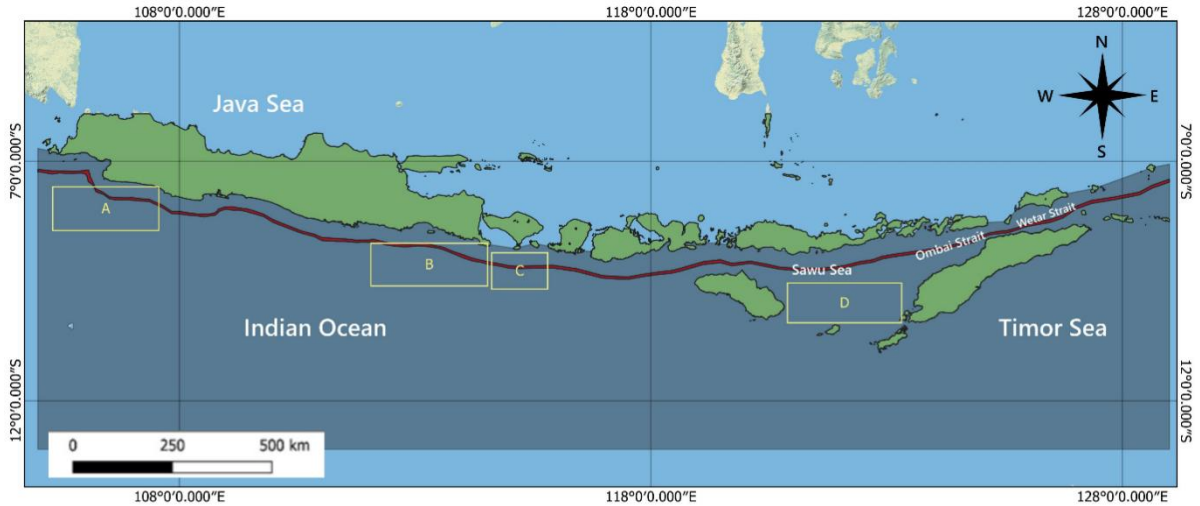 108°0'0.000"E 118°0'0.000"E 128°0'0.000"E
N
W E
S
Java Sea
7°0'0.000"S 7°0'0.000"S
A
Wetar Strait
Ombai Strait
B
C
Sawu Sea
D
Indian Ocean
Timor Sea
12°0'0.000"S 12°0'0.000"S
0 250 500 km
108°0'0.000"E 118°0'0.000"E 128°0'0.000"E